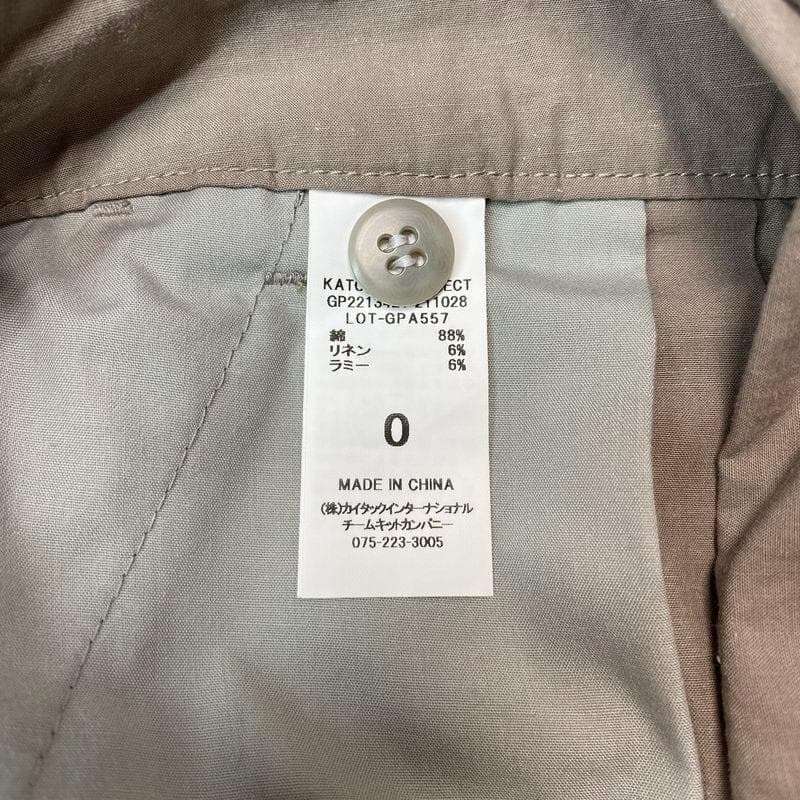 LOT-GPA557
綿 88%
リネン 6%
ラミー 6%
0
MADE IN CHINA
(株)カイタックインターナショナル
チームキットカンパニー
075-223-3005